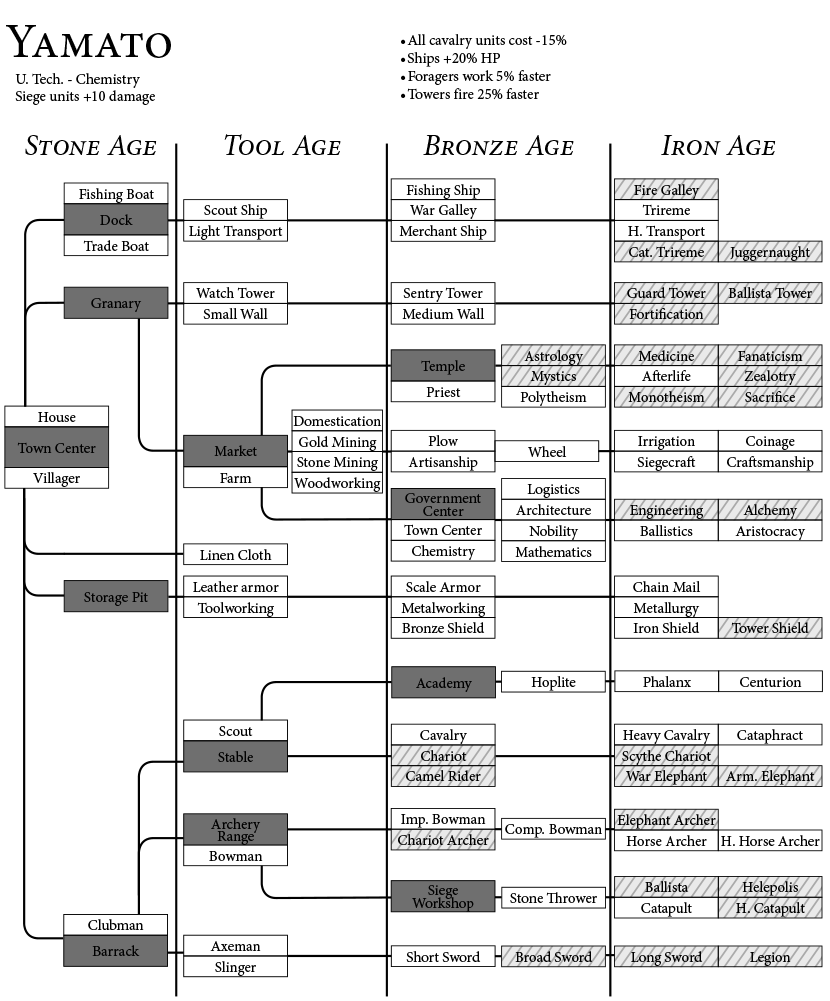 YAMATO
U. Tech. - Chemistry
Siege units +10 damage
• All cavalry units cost -15%
• Ships +20% HP
• Foragers work 5% faster
• Towers fire 25% faster
STONE AGE
TOOL AGE
BRONZE AGE
IRON AGE
Fishing Boat
Dock
Trade Boat
Scout Ship
Light Transport
Fishing Ship
War Galley
Merchant Ship
Fire Galley
Trireme
H. Transport
Cat. Trireme
Juggernaught
Granary
Watch Tower
Small Wall
Sentry Tower
Medium Wall
Guard Tower
Ballista Tower
Fortification
Temple
Priest
Astrology
Mystics
Polytheism
Medicine
Fanaticism
Afterlife
Zealotry
Monotheism
Sacrifice
House
Town Center
Villager
Market
Farm
Domestication
Gold Mining
Stone Mining
Woodworking
Plow
Artisanship
Wheel
Irrigation
Coinage
Siegecraft
Craftsmanship
Government
Center
Town Center
Chemistry
Logistics
Architecture
Nobility
Mathematics
Engineering
Alchemy
Ballistics
Aristocracy
Linen Cloth
Storage Pit
Leather armor
Toolworking
Scale Armor
Metalworking
Bronze Shield
Chain Mail
Metallurgy
Iron Shield
Tower Shield
Academy
Hoplite
Phalanx
Centurion
Scout
Stable
Cavalry
Chariot
Camel Rider
Heavy Cavalry
Cataphract
Scythe Chariot
War Elephant
Arm. Elephant
Archery
Range
Bowman
Imp. Bowman
Chariot Archer
Comp. Bowman
Elephant Archer
Horse Archer
H. Horse Archer
Siege
Workshop
Stone Thrower
Ballista
Helepolis
Catapult
H. Catapult
Clubman
Barrack
Axeman
Slinger
Short Sword
Broad Sword
Long Sword
Legion